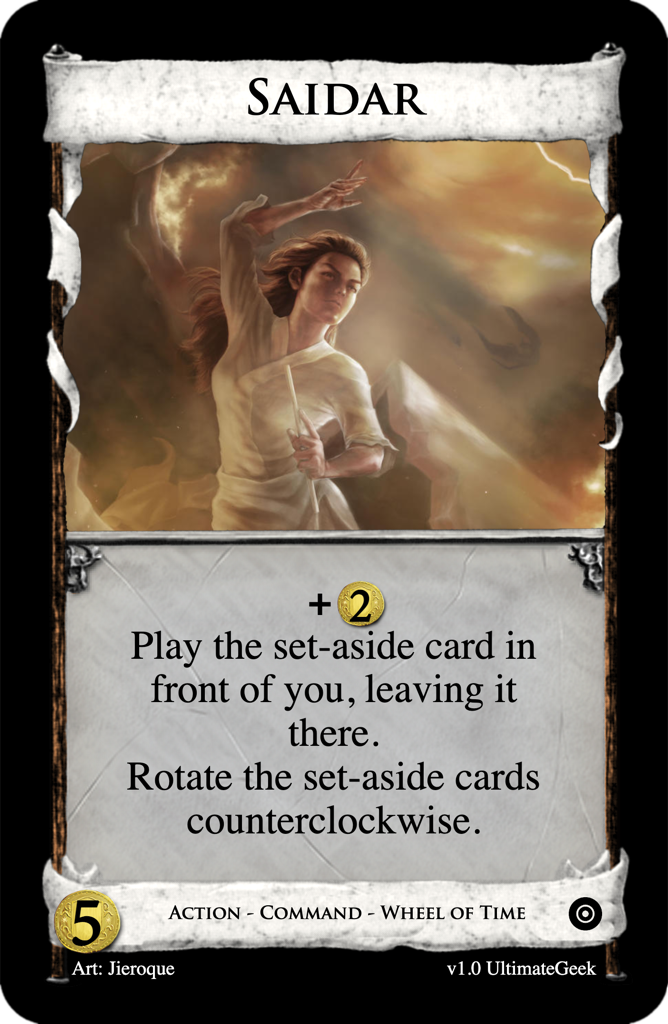 Saidar
+ 2
Play the set-aside card in
front of you, leaving it
there.
Rotate the set-aside cards
counterclockwise.
5
Action - Command - Wheel of Time
Art: Jieroque
v1.0 UltimateGeek